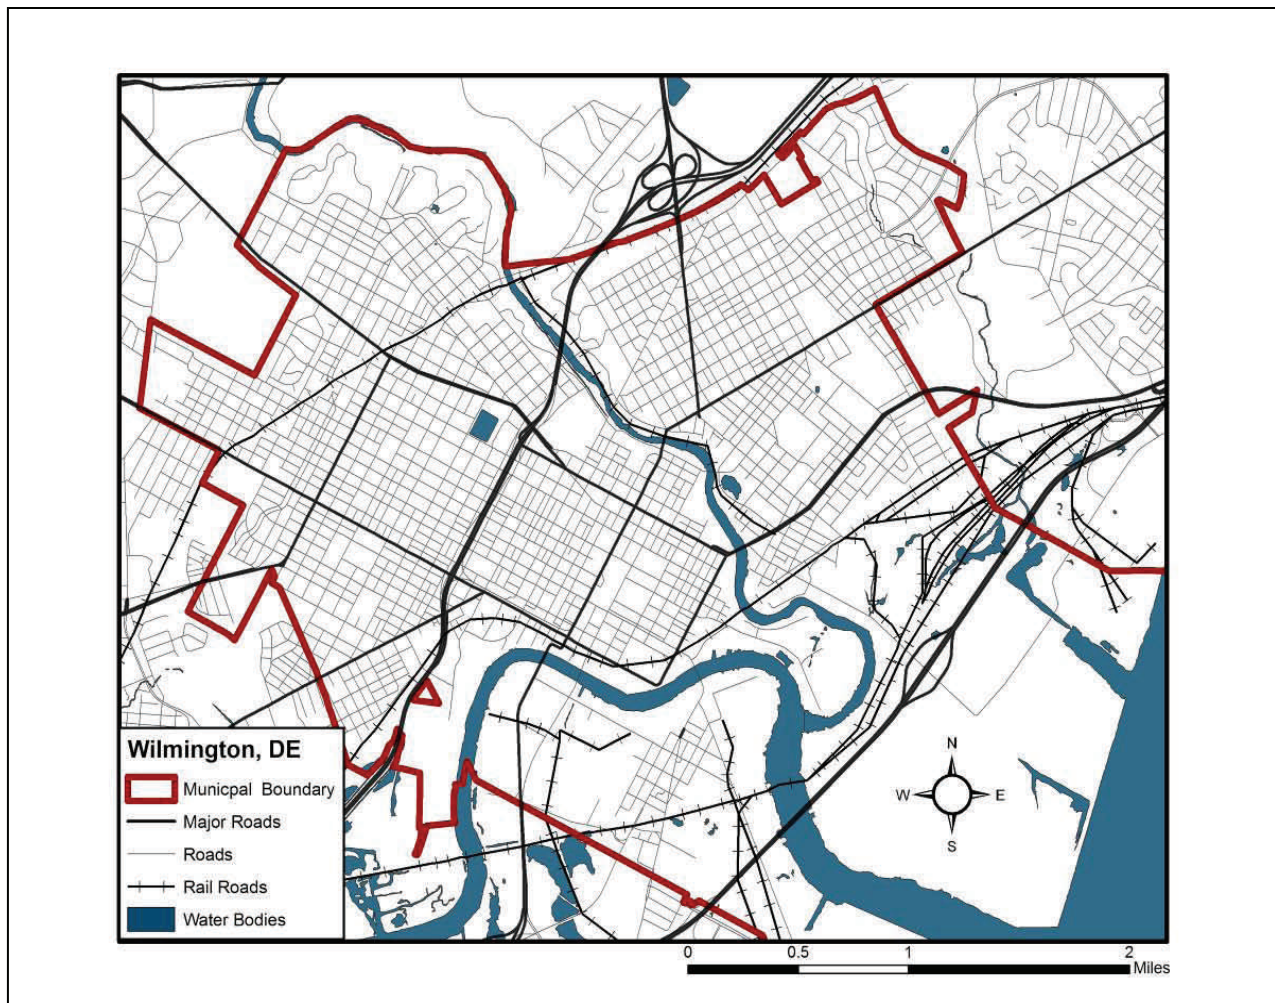 Wilmington, DE
Municpal Boundary
Major Roads
Roads
Rail Roads
Water Bodies
N
W E
S
0 0.5 1 2
Miles